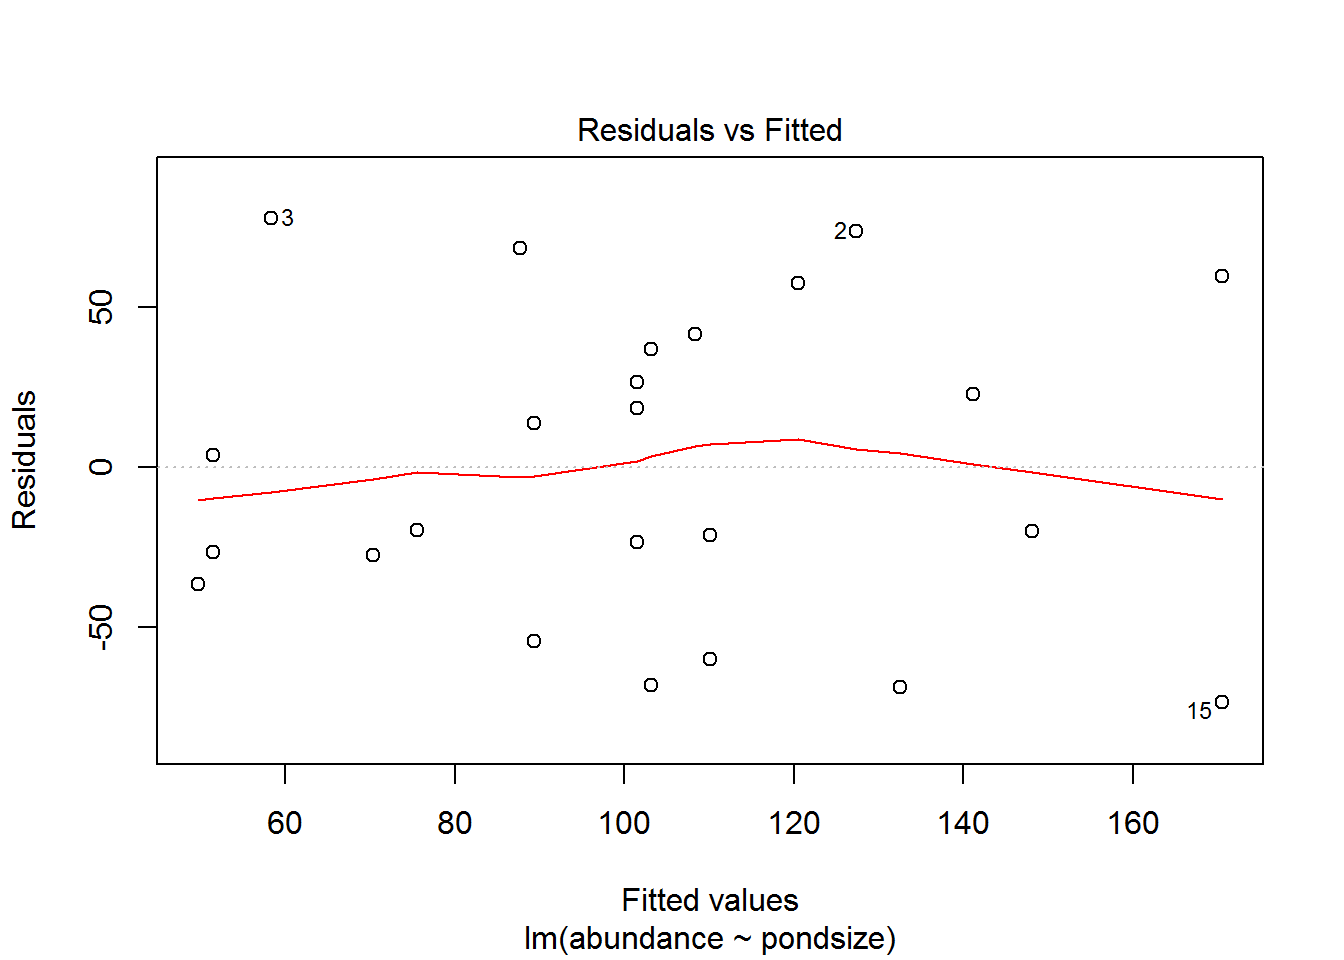 Residuals vs Fitted
3
2
15
Residuals
50
0
-50
60 80 100 120 140 160
Fitted values
lm(abundance ~ pondsize)